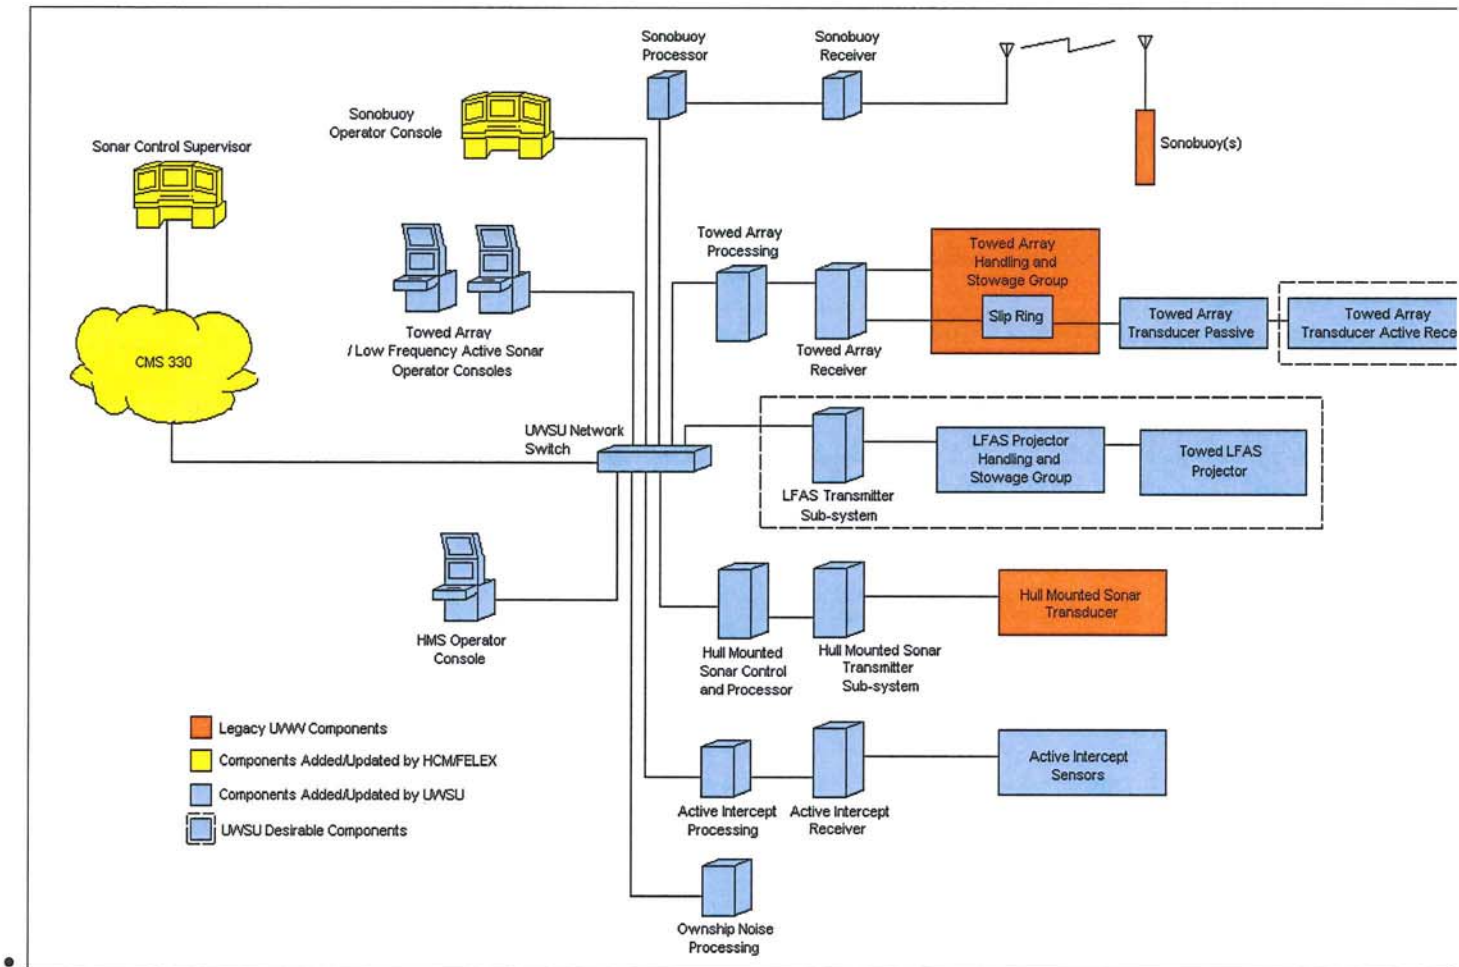 Sonobuoy
Processor
Sonobuoy
Receiver
Sonobuoy(s)
Sonobuoy
Operator Console
Sonar Control Supervisor
CMS 330
Towed Array
/ Low Frequency Active Sonar
Operator Consoles
Towed Array
Processing
Towed Array
Receiver
Towed Array
Handling and
Stowage Group
Slip Ring
Towed Array
Transducer Passive
Towed Array
Transducer Active Rece
UWSU Network
Switch
LFAS Transmitter
Sub-system
LFAS Projector
Handling and
Stowage Group
Towed LFAS
Projector
HMS Operator
Console
Hull Mounted
Sonar Control
and Processor
Hull Mounted Sonar
Transmitter
Sub-system
Hull Mounted Sonar
Transducer
Legacy UWW Components
Components Added/Updated by HCM/FELEX
Components Added/Updated by UWSU
UWSU Desirable Components
Active Intercept
Processing
Active Intercept
Receiver
Active Intercept
Sensors
Ownship Noise
Processing